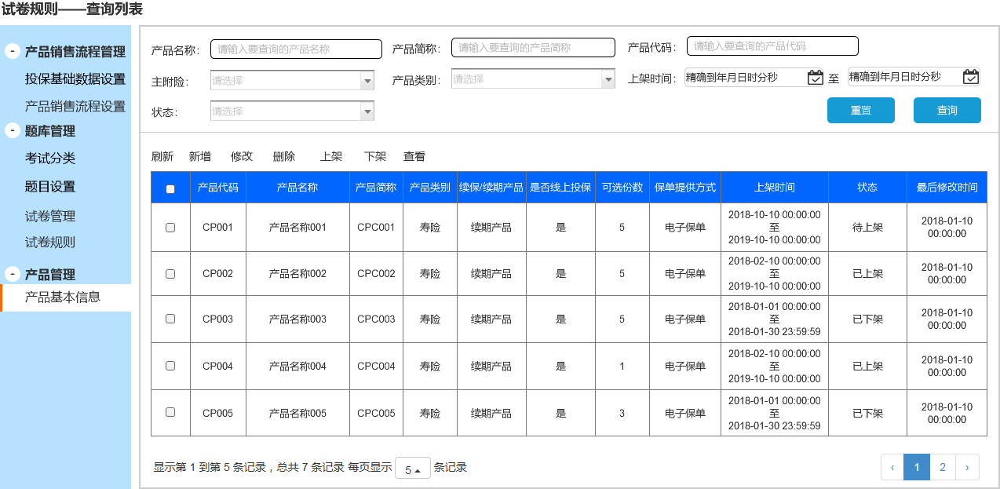 试卷规则——查询列表
- 产品销售流程管理
投保基础数据设置
产品销售流程设置
- 题库管理
考试分类
题目设置
试卷管理
试卷规则
- 产品管理
产品基本信息
产品名称： 请输入要查询的产品名称 产品简称： 请输入要查询的产品简称 产品代码： 请输入要查询的产品代码
主附险： 请选择 产品类别： 请选择 上架时间： 精确到年月日时分秒 至 精确到年月日时分秒
状态： 请选择 重置 查询
刷新 新增 修改 删除 上架 下架 查看
产品代码 产品名称 产品简称 产品类别 续保/续期产品 是否线上投保 可选份数 保单提供方式 上架时间 状态 最后修改时间
CP001 产品名称001 CPC001 寿险 续期产品 是 5 电子保单 2018-10-10 00:00:00 至 2019-10-10 00:00:00 待上架 2018-01-10 00:00:00
CP002 产品名称002 CPC002 寿险 续期产品 是 5 电子保单 2018-02-10 00:00:00 至 2019-10-10 00:00:00 已上架 2018-01-10 00:00:00
CP003 产品名称003 CPC003 寿险 续期产品 是 5 电子保单 2018-01-01 00:00:00 至 2018-01-30 23:59:59 已下架 2018-01-10 00:00:00
CP004 产品名称004 CPC004 寿险 续期产品 是 1 电子保单 2018-02-10 00:00:00 至 2019-10-10 00:00:00 已上架 2018-01-10 00:00:00
CP005 产品名称005 CPC005 寿险 续期产品 是 3 电子保单 2018-01-01 00:00:00 至 2018-01-30 23:59:59 已下架 2018-01-10 00:00:00
显示第 1 到第 5 条记录，总共 7 条记录 每页显示 5 条记录 ‹ 1 2 ›